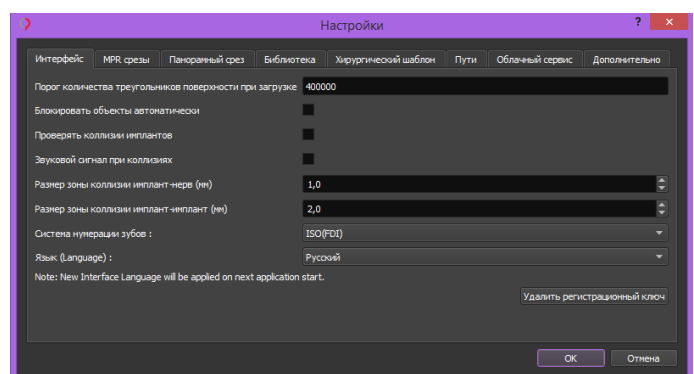 Настройки
? ×
Интерфейс MPR срезы Панорамный срез Библиотека Хирургический шаблон Пути Облачный сервис Дополнительно
Порог количества треугольников поверхности при загрузке 400000
Блокировать объекты автоматически
Проверять коллизии имплантов
Звуковой сигнал при коллизиях
Размер зоны коллизии имплант-нерв (мм) 1,0
Размер зоны коллизии имплант-имплант (мм) 2,0
Система нумерации зубов : ISO(FDI)
Язык (Language) : Русский
Note: New Interface Language will be applied on next application start.
Удалить регистрационный ключ
OK Отмена